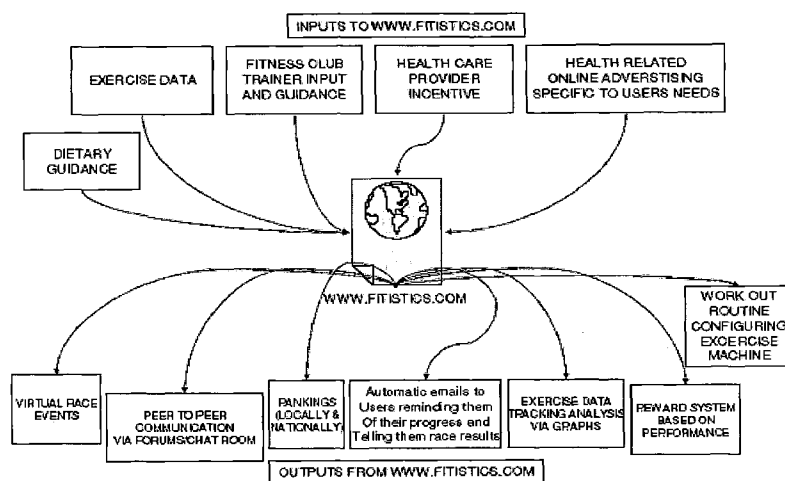 INPUTS TO WWW.FITISTICS.COM
EXERCISE DATA
FITNESS CLUB
TRAINER INPUT
AND GUIDANCE
HEALTH CARE
PROVIDER
INCENTIVE
HEALTH RELATED
ONLINE ADVERSTISING
SPECIFIC TO USERS NEEDS
DIETARY
GUIDANCE
WWW.FITISTICS.COM
WORK OUT
ROUTINE
CONFIGURING
EXCERCISE
MACHINE
VIRTUAL RACE
EVENTS
PEER TO PEER
COMMUNICATION
VIA FORUMS/CHAT ROOM
RANKINGS
(LOCALLY &
NATIONALLY)
Automatic emails to
Users reminding them
Of their progress and
Telling them race results
EXERCISE DATA
TRACKING ANALYSIS
VIA GRAPHS
REWARD SYSTEM
BASED ON
PERFORMANCE
OUTPUTS FROM WWW.FITISTICS.COM